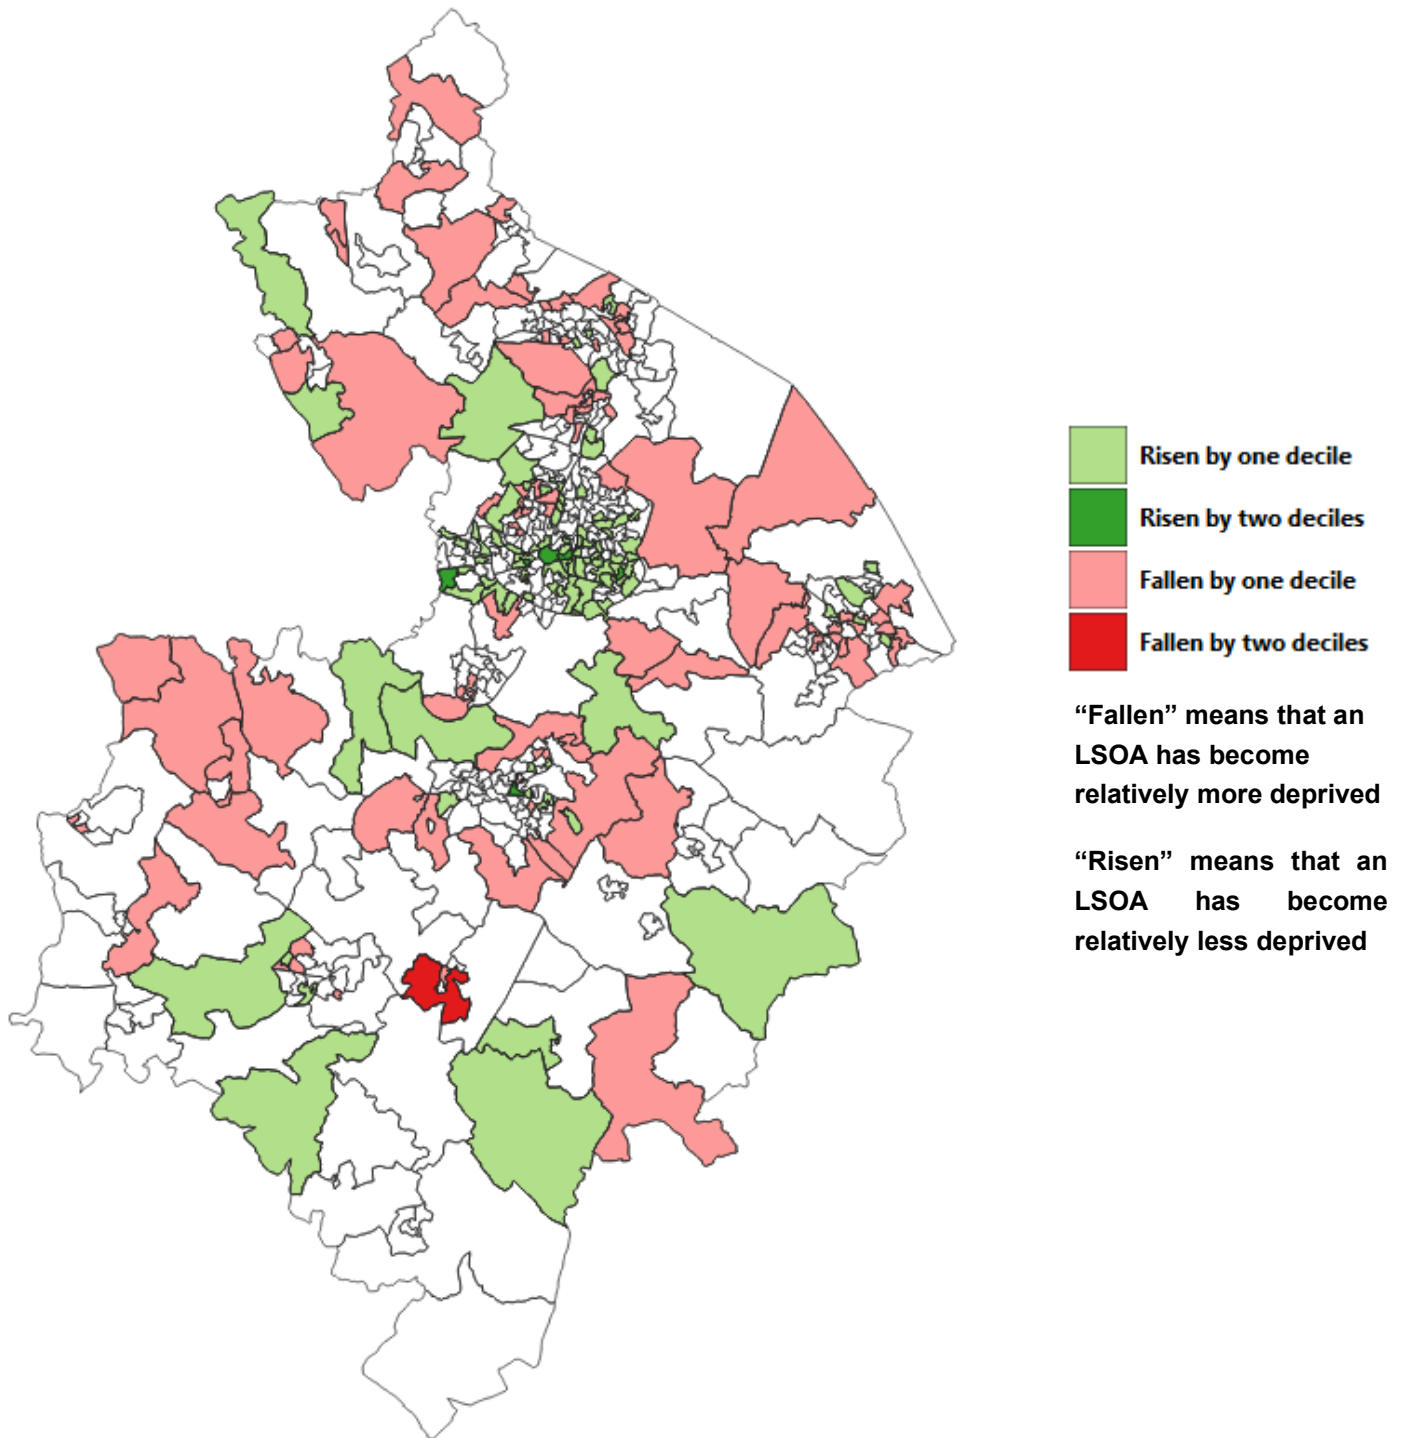 Risen by one decile
Risen by two deciles
Fallen by one decile
Fallen by two deciles
“Fallen” means that an
LSOA has become
relatively more deprived
“Risen” means that an
LSOA has become
relatively less deprived